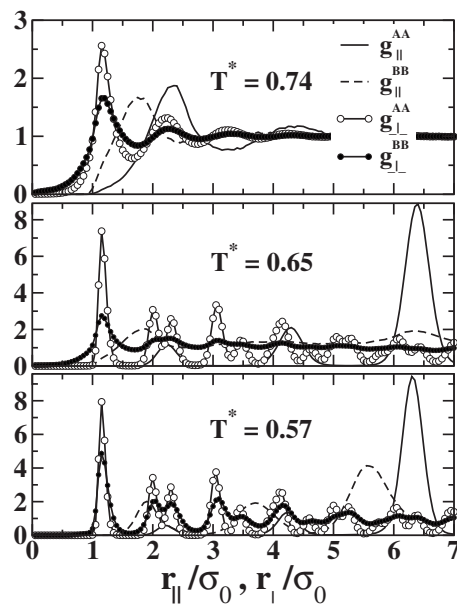 3
2
1
0
T* = 0.74
g∥^AA
g∥^BB
g⊥^AA
g⊥^BB
8
6
4
2
0
T* = 0.65
8
6
4
2
0
T* = 0.57
0 1 2 3 4 5 6 7
r∥/σ0 , r⊥/σ0